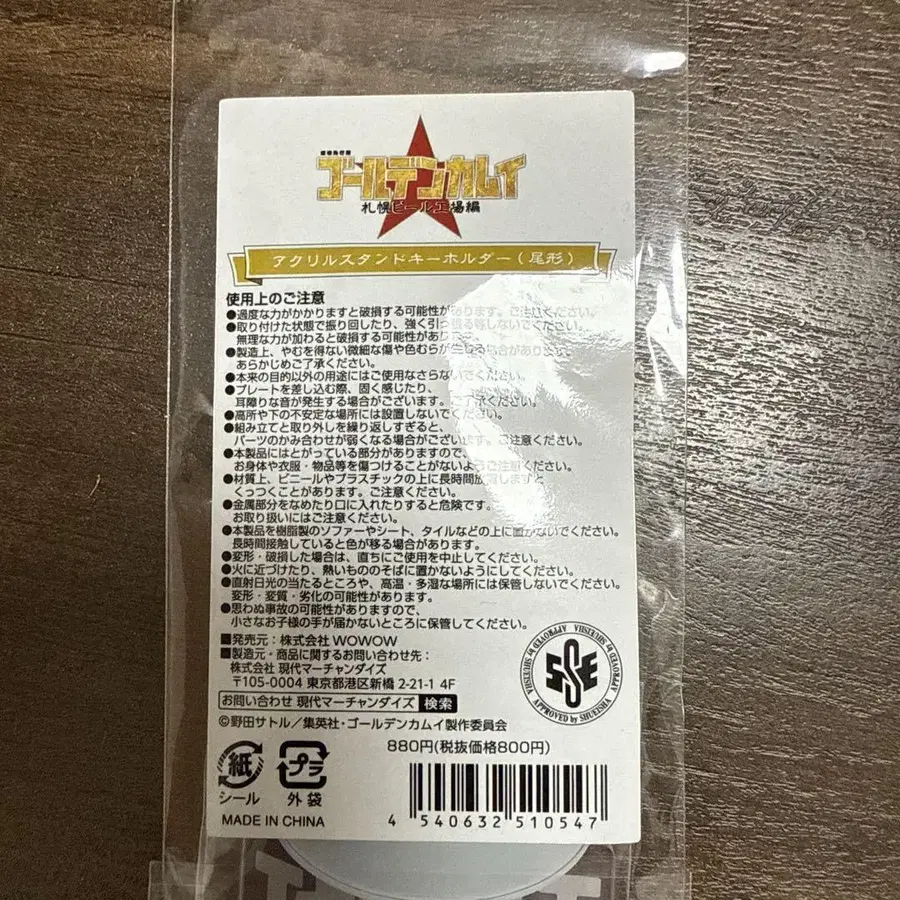 ゴールデンカムイ
札幌ビール工場編
アクリルスタンドキーホルダー(尾形)
使用上のご注意
●過度な力がかかりますと破損する可能性があります。ご注意ください。
●取り付けた状態で振り回したり、強く引っ張る等しないでください。
無理な力が加わると破損する可能性があります。
●製造上、やむを得ない微細な傷や色むらが生じる場合があります。
あらかじめご了承ください。
●本来の目的以外の用途にはご使用なさらないでください。
●プレートを差し込む際、固く感じたり、
耳障りな音が発生する場合がございます。ご了承ください。
●高所や下の不安定な場所には設置しないでください。
●組み立てと取り外しを繰り返しすぎると、
パーツのかみ合わせが弱くなる場合がございます。ご注意ください。
●本製品にはとがっている部分がありますので、
お身体や衣服・物品等を傷つけることがないようご注意ください。
●材質上、ビニールやプラスチックの上に長時間放置しますと
くっつくことがあります。ご注意ください。
●金属部分をなめたり口に入れたりすると危険です。
お取り扱いにはご注意ください。
●本製品を樹脂製のソファーやシート、タイルなどの上に置かないでください。
長時間接触していると色が移る場合があります。
●変形・破損した場合は、直ちにご使用を中止してください。
●火に近づけたり、熱いもののそばに置かないようにしてください。
●直射日光の当たるところや、高温・多湿な場所には保管しないでください。
変形・変質・劣化の可能性があります。
●思わぬ事故の可能性がありますので、
小さなお子様の手が届かないところに保管してください。
■発売元：株式会社 WOWOW
■製造元・商品に関するお問い合わせ先：
株式会社 現代マーチャンダイズ
〒105-0004 東京都港区新橋 2-21-1 4F
お問い合わせ 現代マーチャンダイズ 検索
©野田サトル／集英社・ゴールデンカムイ製作委員会
APPROVED by SHUEISHA APPROVED by SHUEISHA APPROVED by SHUEISHA
SSE
880円(税抜価格800円)
紙
シール
プラ
外袋
MADE IN CHINA
4 540632 510547